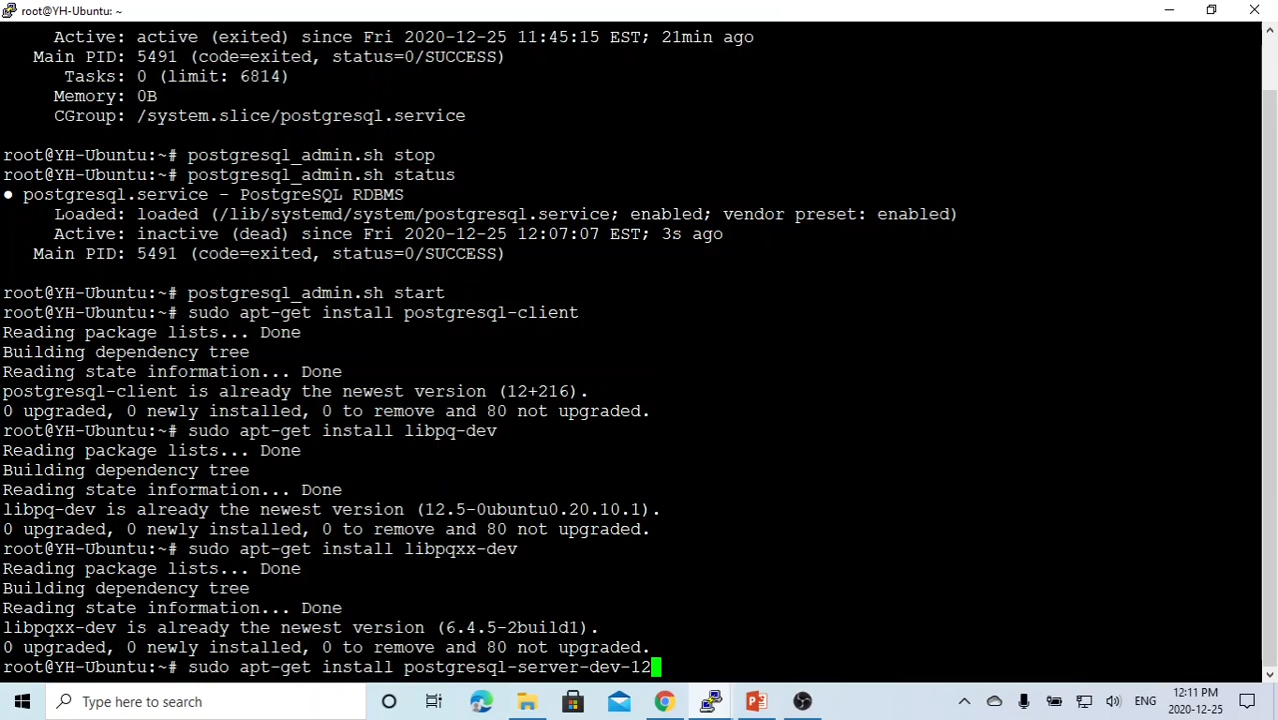 root@YH-Ubuntu: ~
Active: active (exited) since Fri 2020-12-25 11:45:15 EST; 21min ago
Main PID: 5491 (code=exited, status=0/SUCCESS)
Tasks: 0 (limit: 6814)
Memory: 0B
CGroup: /system.slice/postgresql.service
root@YH-Ubuntu:~# postgresql_admin.sh stop
root@YH-Ubuntu:~# postgresql_admin.sh status
● postgresql.service - PostgreSQL RDBMS
Loaded: loaded (/lib/systemd/system/postgresql.service; enabled; vendor preset: enabled)
Active: inactive (dead) since Fri 2020-12-25 12:07:07 EST; 3s ago
Main PID: 5491 (code=exited, status=0/SUCCESS)
root@YH-Ubuntu:~# postgresql_admin.sh start
root@YH-Ubuntu:~# sudo apt-get install postgresql-client
Reading package lists... Done
Building dependency tree
Reading state information... Done
postgresql-client is already the newest version (12+216).
0 upgraded, 0 newly installed, 0 to remove and 80 not upgraded.
root@YH-Ubuntu:~# sudo apt-get install libpq-dev
Reading package lists... Done
Building dependency tree
Reading state information... Done
libpq-dev is already the newest version (12.5-0ubuntu0.20.10.1).
0 upgraded, 0 newly installed, 0 to remove and 80 not upgraded.
root@YH-Ubuntu:~# sudo apt-get install libpqxx-dev
Reading package lists... Done
Building dependency tree
Reading state information... Done
libpqxx-dev is already the newest version (6.4.5-2build1).
0 upgraded, 0 newly installed, 0 to remove and 80 not upgraded.
root@YH-Ubuntu:~# sudo apt-get install postgresql-server-dev-12
Type here to search
ENG
12:11 PM
2020-12-25